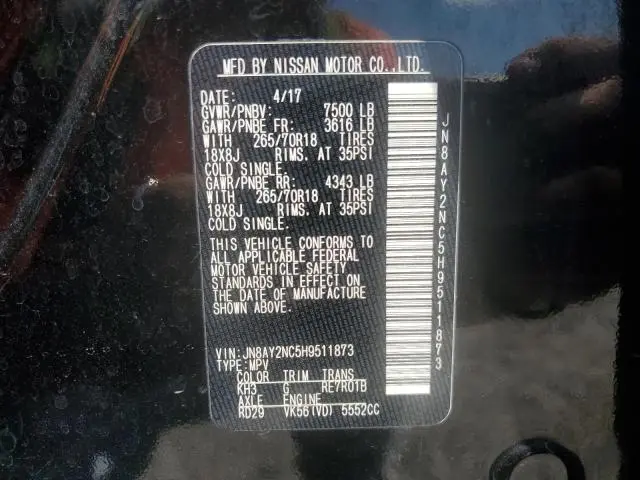 MFD BY NISSAN MOTOR CO.,LTD.
DATE: 4/17
GVWR/PNBV: 7500 LB
GAWR/PNBE FR: 3616 LB
WITH 265/70R18 TIRES
18X8J RIMS. AT 35PSI
COLD SINGLE.
GAWR/PNBE RR: 4343 LB
WITH 265/70R18 TIRES
18X8J RIMS. AT 35PSI
COLD SINGLE.
THIS VEHICLE CONFORMS TO
ALL APPLICABLE FEDERAL
MOTOR VEHICLE SAFETY
STANDARDS IN EFFECT ON
THE DATE OF MANUFACTURE
SHOWN ABOVE.
VIN:JN8AY2NC5H9511873
TYPE:MPV
COLOR TRIM TRANS
KH3 G RE7R01B
AXLE ENGINE
RD29 VK56(VD) 5552CC
JN8AY2NC5H9511873